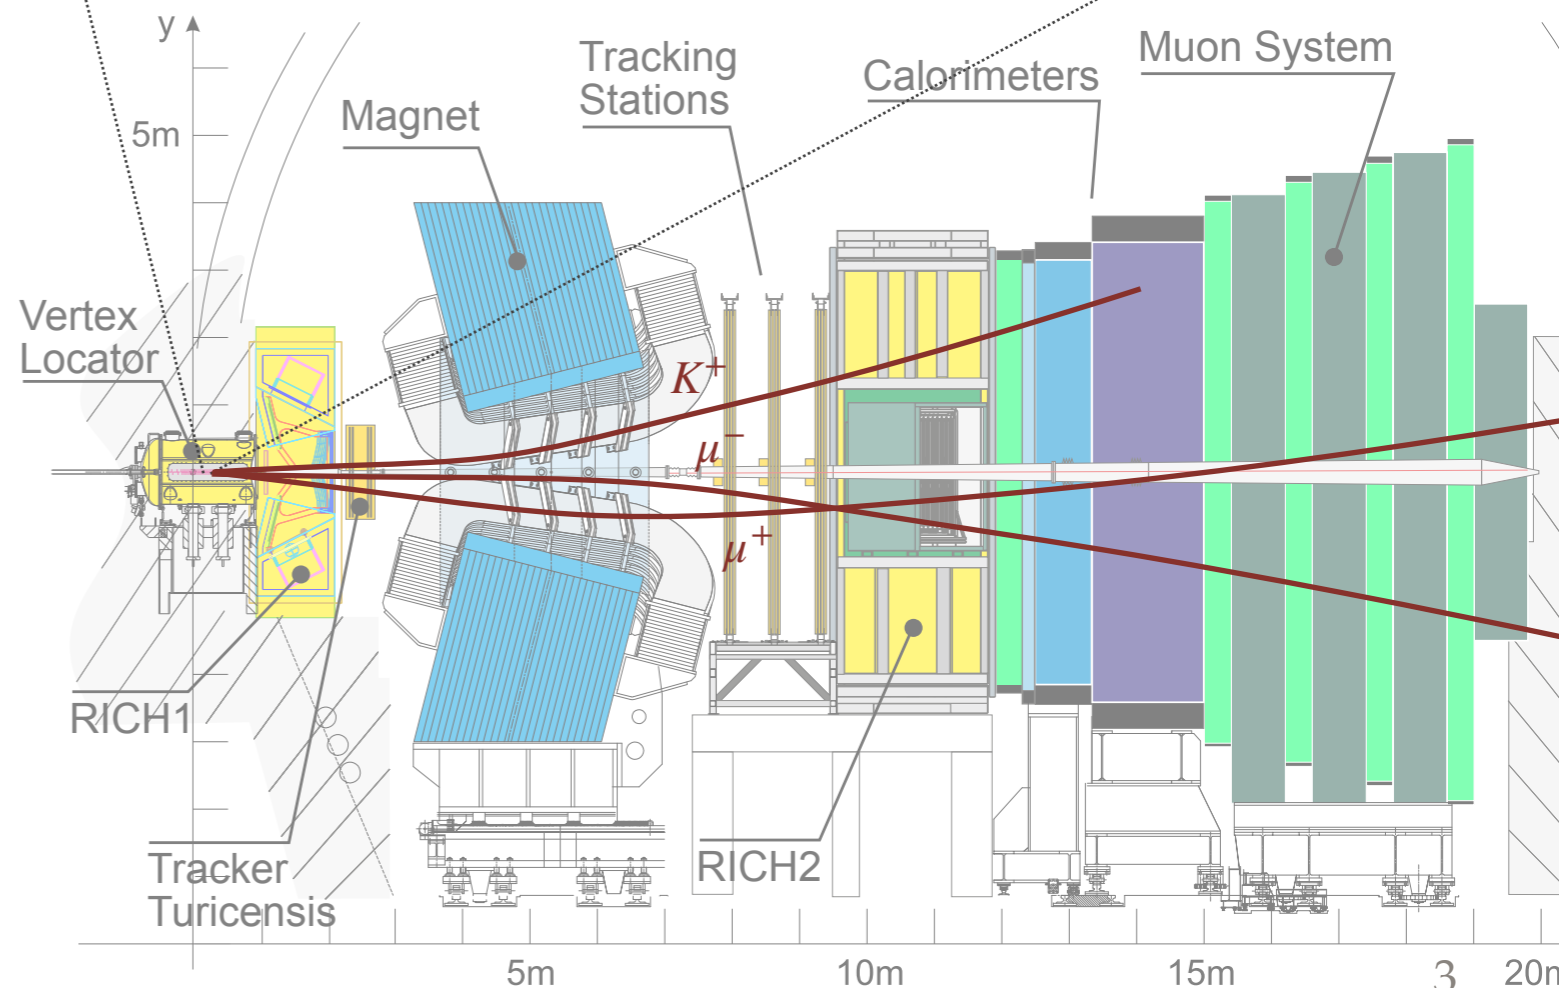 y
5m
Tracking
Stations
Magnet
Calorimeters
Muon System
Vertex
Locator
K+
μ−
μ+
RICH1
RICH2
Tracker
Turicensis
5m
10m
15m
3
20m